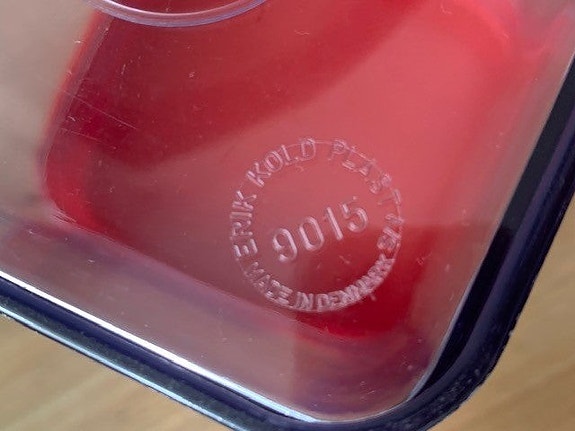 ERIK KOLD PLAST A/S
9015
MADE IN DENMARK